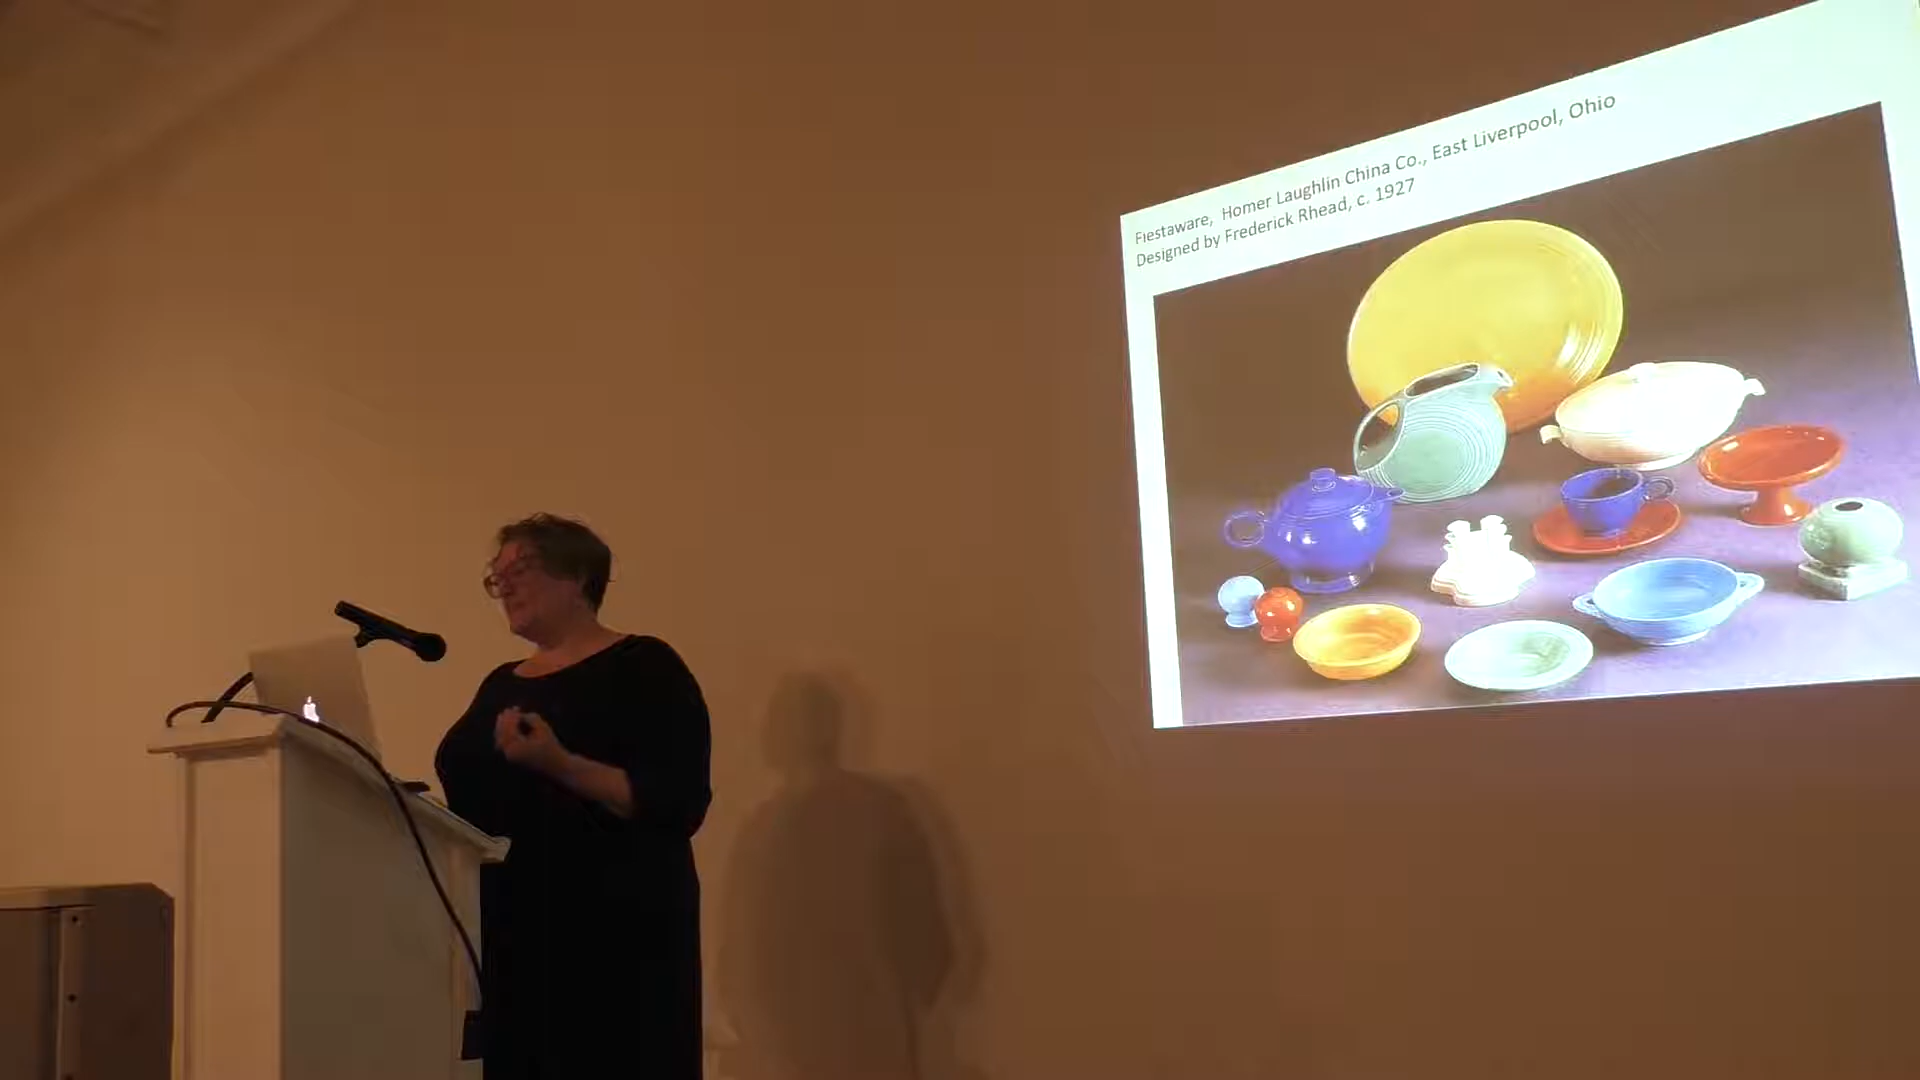 Fiestaware, Homer Laughlin China Co., East Liverpool, Ohio
Designed by Frederick Rhead, c. 1927